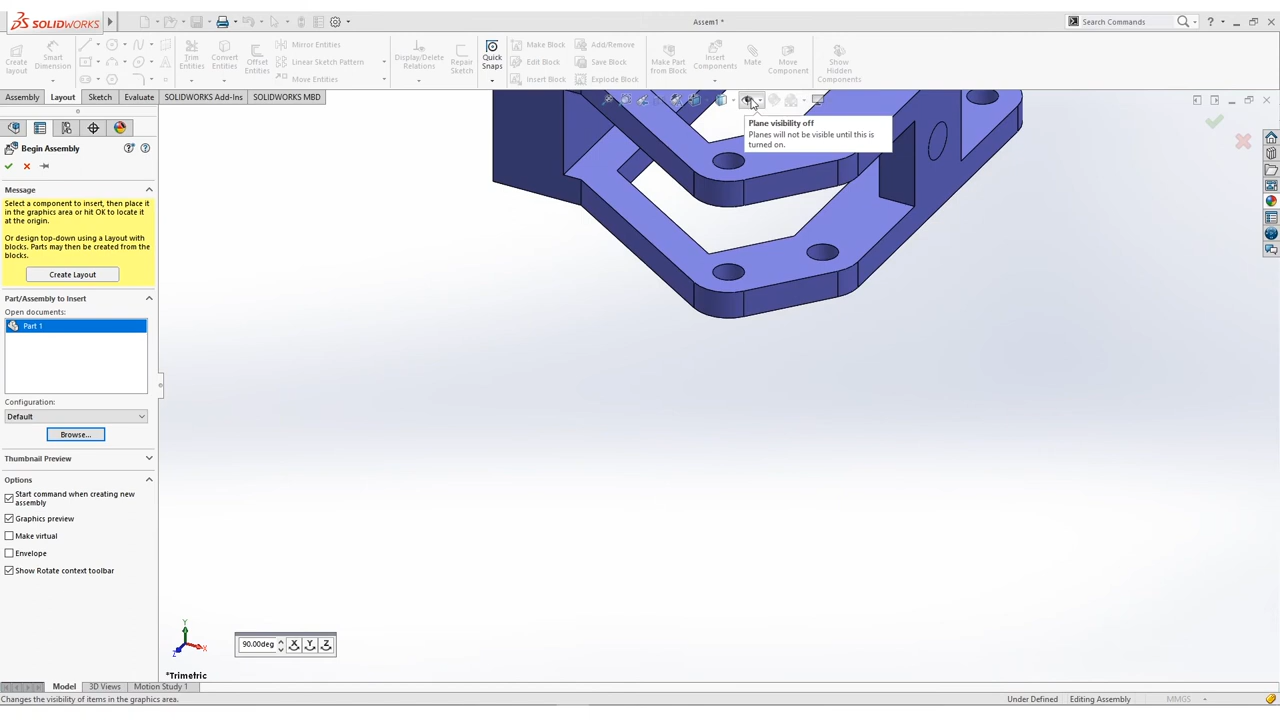 SOLIDWORKS
Assem1 *
Search Commands
?
Create Layout
Smart Dimension
Trim Entities
Convert Entities
Offset Entities
Mirror Entities
Linear Sketch Pattern
Move Entities
Display/Delete Relations
Repair Sketch
Quick Snaps
Make Block
Edit Block
Insert Block
Add/Remove
Save Block
Explode Block
Make Part from Block
Insert Components
Mate
Move Component
Show Hidden Components
Assembly
Layout
Sketch
Evaluate
SOLIDWORKS Add-Ins
SOLIDWORKS MBD
Plane visibility off
Planes will not be visible until this is
turned on.
Begin Assembly
Message
Select a component to insert, then place it
in the graphics area or hit OK to locate it
at the origin.
Or design top-down using a Layout with
blocks. Parts may then be created from the
blocks.
Create Layout
Part/Assembly to Insert
Open documents:
Part 1
Configuration:
Default
Browse...
Thumbnail Preview
Options
Start command when creating new
assembly
Graphics preview
Make virtual
Envelope
Show Rotate context toolbar
Y
X
Z
90.00deg
X
Y
Z
*Trimetric
Model
3D Views
Motion Study 1
Changes the visibility of items in the graphics area.
Under Defined
Editing Assembly
MMGS